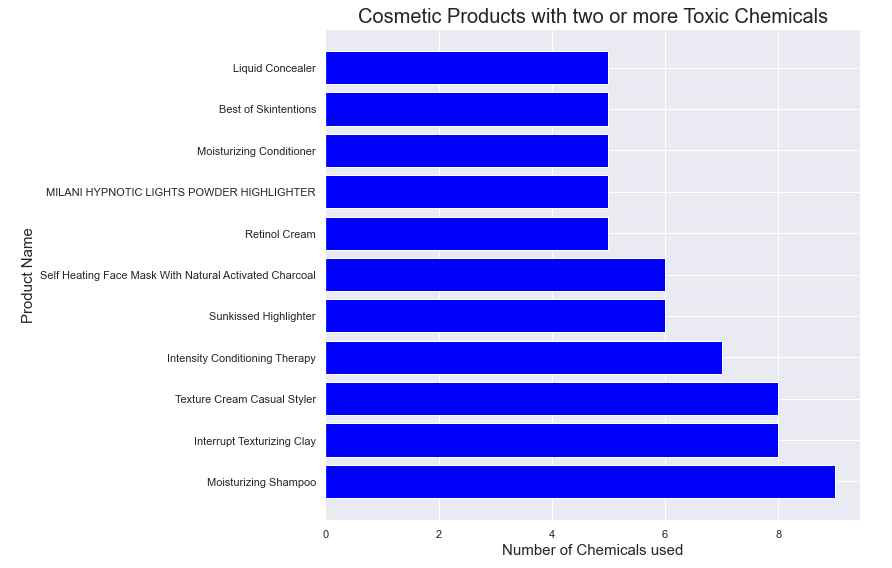 Cosmetic Products with two or more Toxic Chemicals
Product Name
Liquid Concealer
Best of Skintentions
Moisturizing Conditioner
MILANI HYPNOTIC LIGHTS POWDER HIGHLIGHTER
Retinol Cream
Self Heating Face Mask With Natural Activated Charcoal
Sunkissed Highlighter
Intensity Conditioning Therapy
Texture Cream Casual Styler
Interrupt Texturizing Clay
Moisturizing Shampoo
0 2 4 6 8
Number of Chemicals used